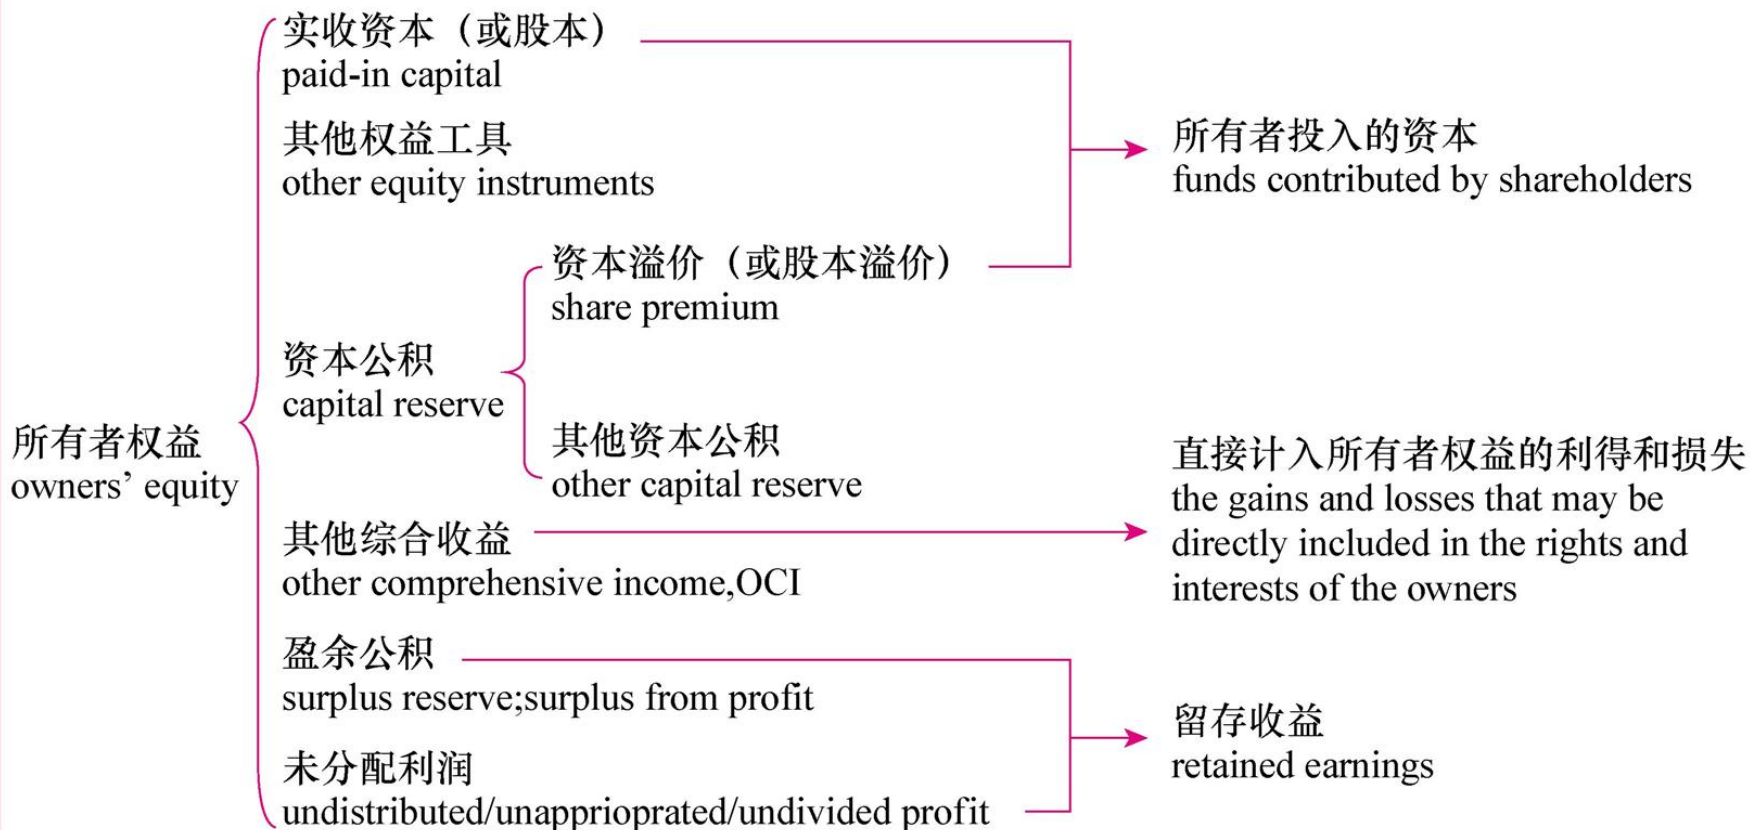 实收资本（或股本）
paid-in capital
其他权益工具
other equity instruments
所有者投入的资本
funds contributed by shareholders
资本溢价（或股本溢价）
share premium
资本公积
capital reserve
其他资本公积
other capital reserve
所有者权益
owners’ equity
直接计入所有者权益的利得和损失
the gains and losses that may be
directly included in the rights and
interests of the owners
其他综合收益
other comprehensive income,OCI
盈余公积
surplus reserve;surplus from profit
留存收益
retained earnings
未分配利润
undistributed/unapprioprated/undivided profit